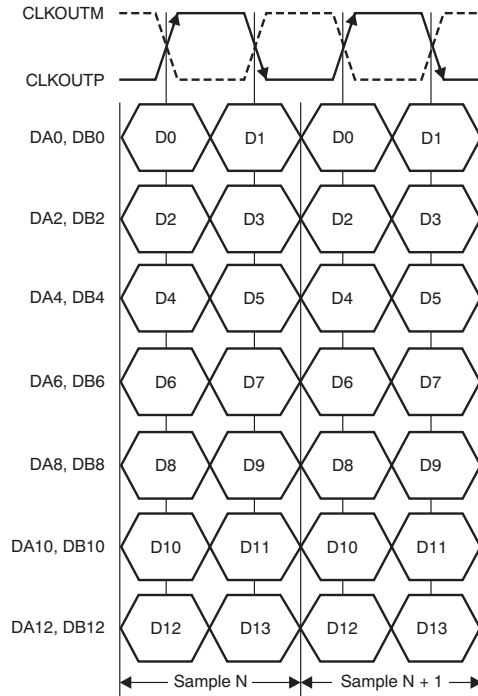 CLKOUTM
CLKOUTP
DA0, DB0 D0 D1 D0 D1
DA2, DB2 D2 D3 D2 D3
DA4, DB4 D4 D5 D4 D5
DA6, DB6 D6 D7 D6 D7
DA8, DB8 D8 D9 D8 D9
DA10, DB10 D10 D11 D10 D11
DA12, DB12 D12 D13 D12 D13
Sample N Sample N + 1